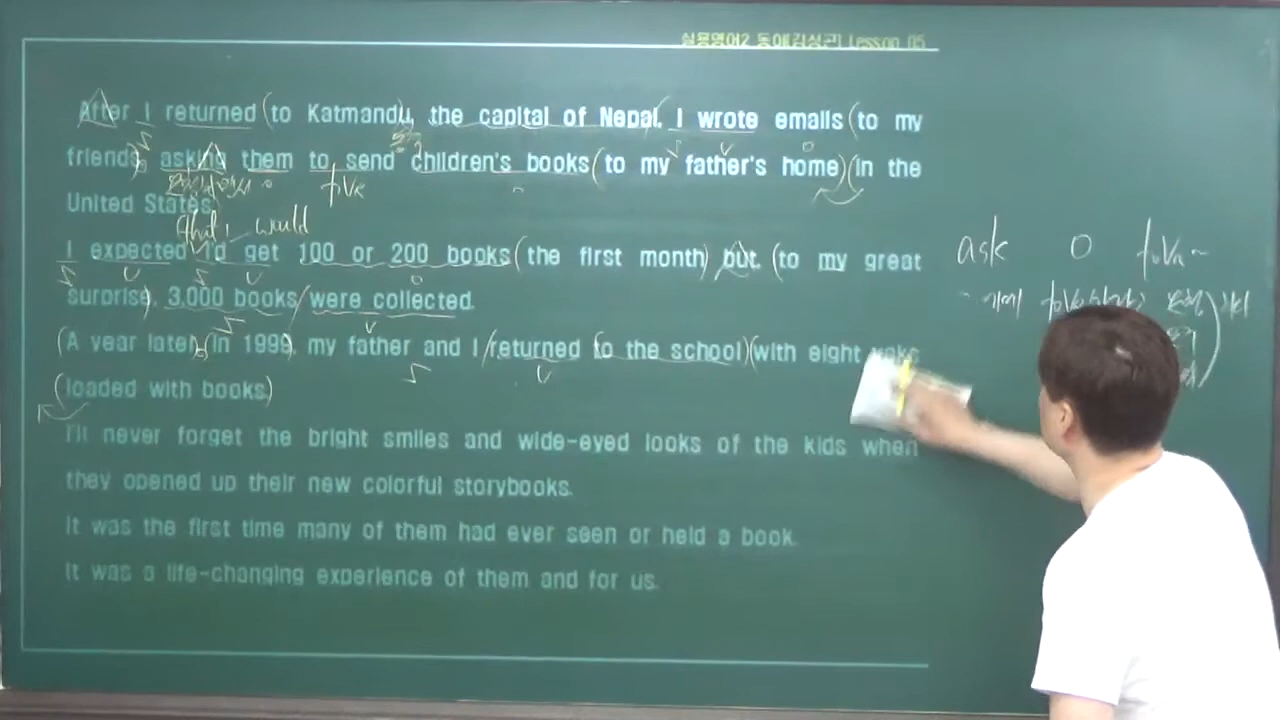 실용영어2 동아(김성곤) Lesson 05
After I returned (to Katmandu, the capital of Nepal, I wrote emails (to my
friends), asking them to send children's books (to my father's home) (in the
toVR
United States.
that, would
I expected I'd get 100 or 200 books (the first month) but (to my great
surprise), 3,000 books / were collected.
(A year later), (in 1999), my father and I / returned (to the school) (with eight yaks
(loaded with books.)
I'll never forget the bright smiles and wide-eyed looks of the kids when
they opened up their new colorful storybooks.
It was the first time many of them had ever seen or held a book.
It was a life-changing experience of them and for us.
ask O toVR~
~에게